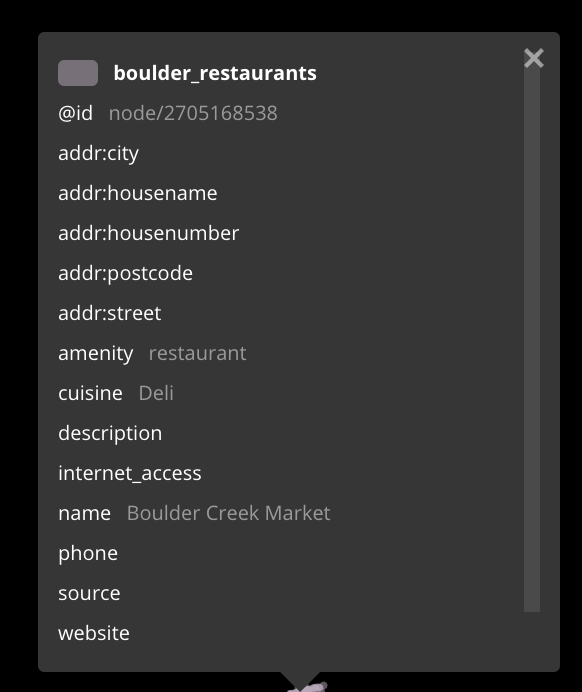 boulder_restaurants
@id node/2705168538
addr:city
addr:housename
addr:housenumber
addr:postcode
addr:street
amenity restaurant
cuisine Deli
description
internet_access
name Boulder Creek Market
phone
source
website